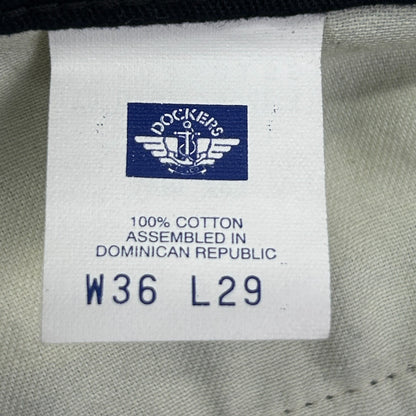 DOCKERS
100% COTTON
ASSEMBLED IN
DOMINICAN REPUBLIC
W36 L29